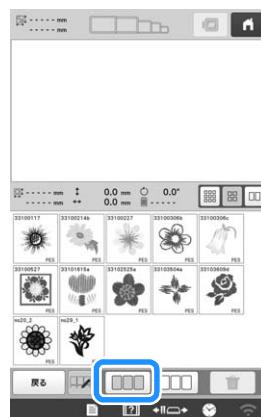 - - - - - mm
- - - - - mm
- - - - - mm 0.0 mm 0.0°
- - - - - mm 0.0 mm - - - - -
33100117 33100214b 33100227 33100306b 33100306c
PES PES PES PES PES
33100527 33101615a 33102525a 33103504a 33103605d
PES PES PES PES PES
no20_2 no29_1
PES PES
戻る
?